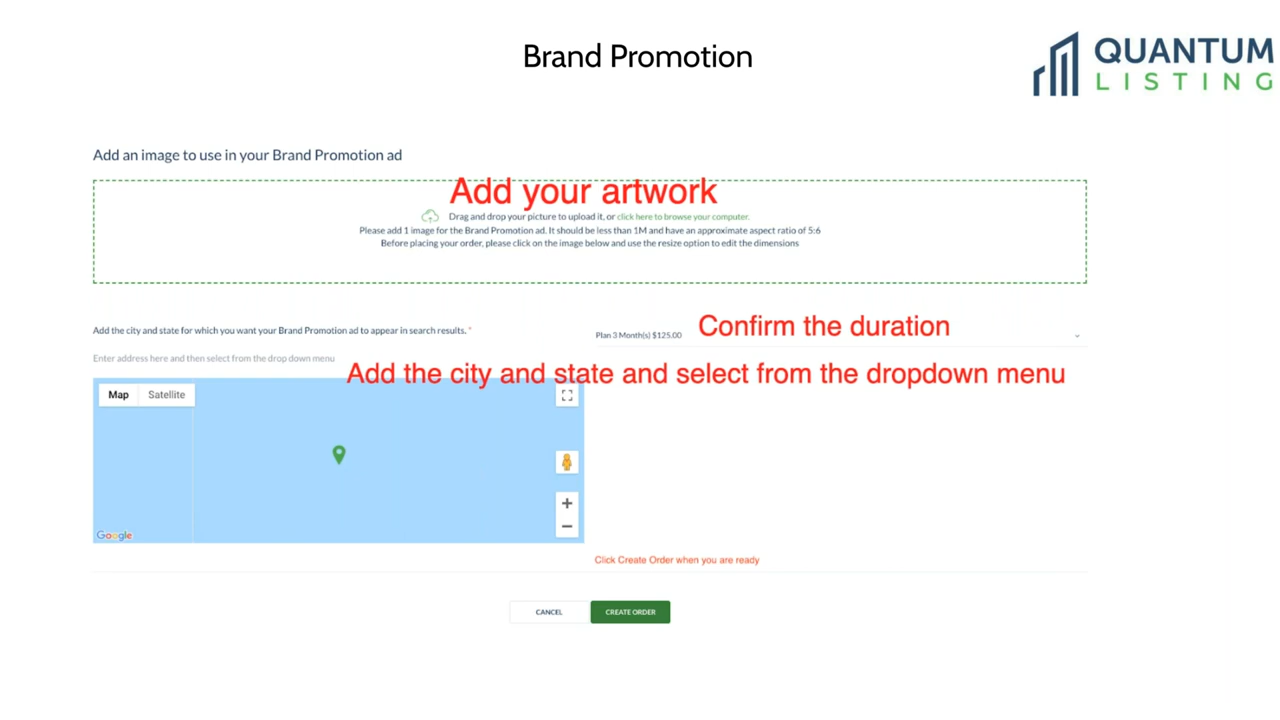 Brand Promotion
QUANTUM
LISTING
Add an image to use in your Brand Promotion ad
Add your artwork
Drag and drop your picture to upload it, or click here to browse your computer.
Please add 1 image for the Brand Promotion ad. It should be less than 1M and have an approximate aspect ratio of 5:6
Before placing your order, please click on the image below and use the resize option to edit the dimensions
Add the city and state for which you want your Brand Promotion ad to appear in search results. *
Plan 3 Month(s) $125.00
Confirm the duration
Enter address here and then select from the drop down menu
Add the city and state and select from the dropdown menu
Map
Satellite
Google
Click Create Order when you are ready
CANCEL
CREATE ORDER